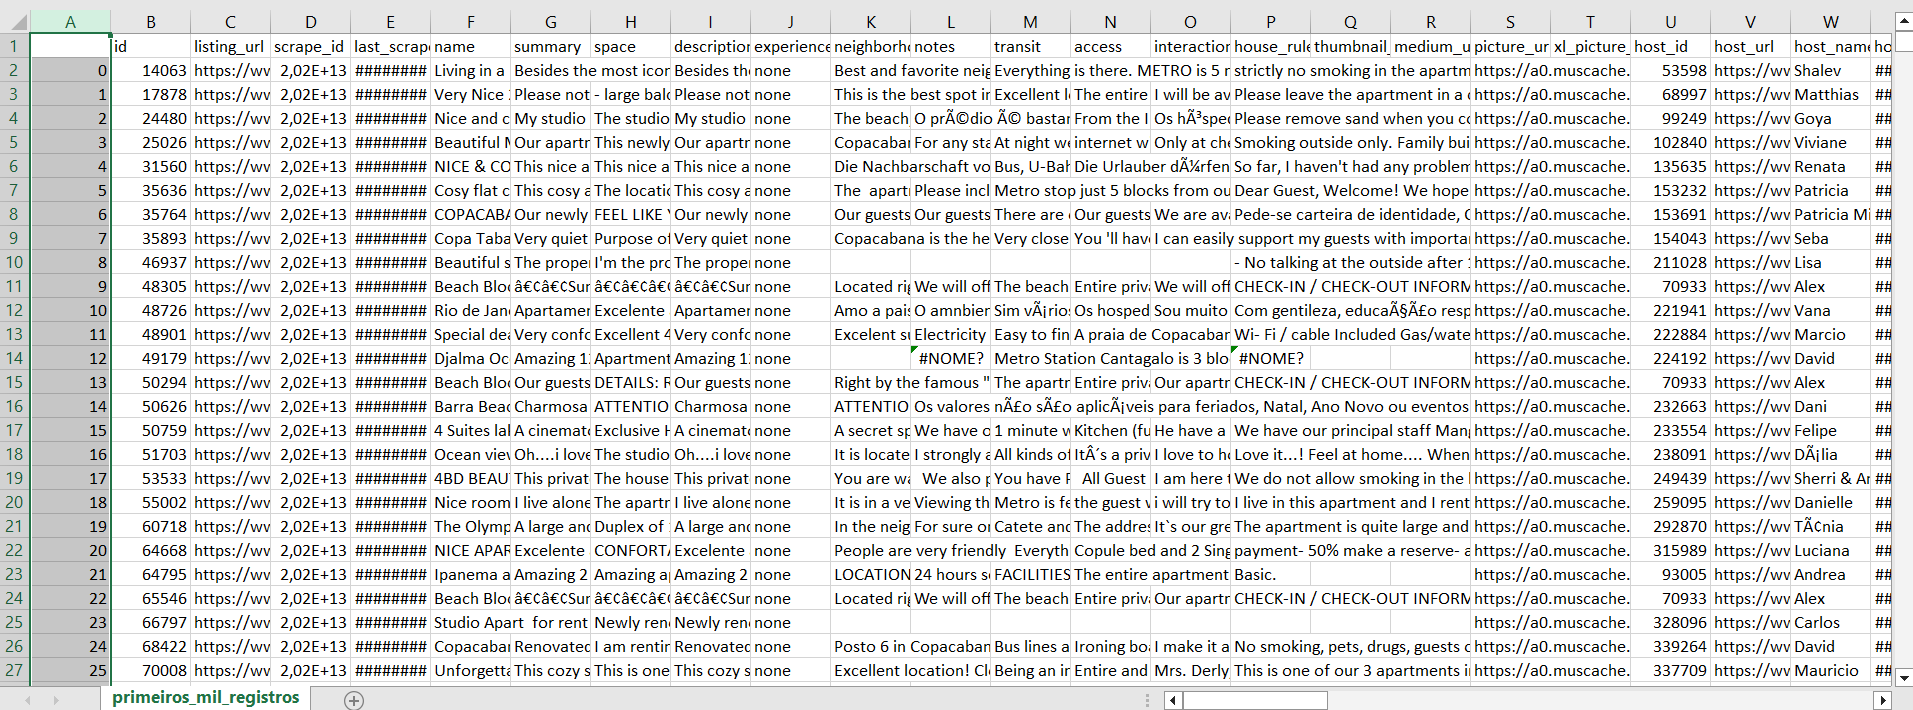 A B C D E F G H I J K L M N O P Q R S T U V W
1 id listing_url scrape_id last_scrape name summary space description experience neighborho notes transit access interaction house_rule thumbnail_ medium_u picture_ur xl_picture_ host_id host_url host_name ho
2 0 14063 https://wv 2,02E+13 ######## Living in a Besides the most icor Besides the none Best and favorite neig Everything is there. METRO is 5 r strictly no smoking in the apartm https://a0.muscache. 53598 https://wv Shalev ##
3 1 17878 https://wv 2,02E+13 ######## Very Nice Please not - large balc Please not none This is the best spot ir Excellent l The entire I will be av Please leave the apartment in a c https://a0.muscache. 68997 https://wv Matthias ##
4 2 24480 https://wv 2,02E+13 ######## Nice and c My studio The studio My studio none The beach O prÃ©dio Ã© bastar From the I Os hÃ³sped Please remove sand when you cc https://a0.muscache. 99249 https://wv Goya ##
5 3 25026 https://wv 2,02E+13 ######## Beautiful M Our apartr This newly Our apartr none Copacabar For any sta At night we internet w Only at che Smoking outside only. Family bui https://a0.muscache. 102840 https://wv Viviane ##
6 4 31560 https://wv 2,02E+13 ######## NICE & CO This nice a This nice a This nice a none Die Nachbarschaft vo Bus, U-Bah Die Urlauber dÃ¼rfen So far, I haven't had any problem https://a0.muscache. 135635 https://wv Renata ##
7 5 35636 https://wv 2,02E+13 ######## Cosy flat c This cosy a The locatic This cosy a none The apartr Please incl Metro stop just 5 blocks from ou Dear Guest, Welcome! We hope https://a0.muscache. 153232 https://wv Patricia ##
8 6 35764 https://wv 2,02E+13 ######## COPACABA Our newly FEEL LIKE Our newly none Our guests Our guests There are Our guests We are ava Pede-se carteira de identidade, C https://a0.muscache. 153691 https://wv Patricia Mi ##
9 7 35893 https://wv 2,02E+13 ######## Copa Taba Very quiet Purpose of Very quiet none Copacabana is the he Very close You 'll have I can easily support my guests with importar https://a0.muscache. 154043 https://wv Seba ##
10 8 46937 https://wv 2,02E+13 ######## Beautiful s The proper I'm the pro The proper none - No talking at the outside after https://a0.muscache. 211028 https://wv Lisa ##
11 9 48305 https://wv 2,02E+13 ######## Beach Bloc â€¢â€¢Sur â€¢â€¢â€¢ â€¢â€¢Sur none Located rig We will off The beach Entire priv We will off CHECK-IN / CHECK-OUT INFORM https://a0.muscache. 70933 https://wv Alex ##
12 10 48726 https://wv 2,02E+13 ######## Rio de Jan Apartamer Excelente Apartamer none Amo a pais O amnbier Sim vÃ¡rios Os hosped Sou muito Com gentileza, educaÃ§Ã£o resp https://a0.muscache. 221941 https://wv Vana ##
13 11 48901 https://wv 2,02E+13 ######## Special dea Very confc Excellent 4 Very confc none Excelent su Electricity Easy to fin A praia de Copacabar Wi- Fi / cable Included Gas/wate https://a0.muscache. 222884 https://wv Marcio ##
14 12 49179 https://wv 2,02E+13 ######## Djalma Oc Amazing 12 Apartment Amazing 12 none #NOME? Metro Station Cantagalo is 3 blo #NOME? https://a0.muscache. 224192 https://wv David ##
15 13 50294 https://wv 2,02E+13 ######## Beach Bloc Our guests DETAILS: R Our guests none Right by the famous " The apartr Entire priv Our apartr CHECK-IN / CHECK-OUT INFORM https://a0.muscache. 70933 https://wv Alex ##
16 14 50626 https://wv 2,02E+13 ######## Barra Beac Charmosa ATTENTIO Charmosa none ATTENTIO Os valores nÃ£o sÃ£o aplicÃ¡veis para feriados, Natal, Ano Novo ou eventos https://a0.muscache. 232663 https://wv Dani ##
17 15 50759 https://wv 2,02E+13 ######## 4 Suites lal A cinemato Exclusive H A cinemato none A secret sp We have o 1 minute w Kitchen (fu He have a We have our principal staff Mang https://a0.muscache. 233554 https://wv Felipe ##
18 16 51703 https://wv 2,02E+13 ######## Ocean view Oh....i love The studio Oh....i love none It is locate I strongly a All kinds of ItÂ´s a priv I love to ho Love it...! Feel at home.... When https://a0.muscache. 238091 https://wv DÃ¡lia ##
19 17 53533 https://wv 2,02E+13 ######## 4BD BEAU This privat The house This privat none You are wa We also p You have F All Guest I am here t We do not allow smoking in the https://a0.muscache. 249439 https://wv Sherri & Ar ##
20 18 55002 https://wv 2,02E+13 ######## Nice room I live alone The apartr I live alone none It is in a ve Viewing th Metro is fe the guest v i will try to I live in this apartment and I rent https://a0.muscache. 259095 https://wv Danielle ##
21 19 60718 https://wv 2,02E+13 ######## The Olymp A large and Duplex of A large and none In the neig For sure or Catete and The addres It`s our gre The apartment is quite large and https://a0.muscache. 292870 https://wv TÃ¢nia ##
22 20 64668 https://wv 2,02E+13 ######## NICE APAR Excelente CONFORTA Excelente none People are very friendly Everyth Copule bed and 2 Sing payment- 50% make a reserve- a https://a0.muscache. 315989 https://wv Luciana ##
23 21 64795 https://wv 2,02E+13 ######## Ipanema a Amazing 2 Amazing a Amazing 2 none LOCATION 24 hours s FACILITIES The entire apartment Basic. https://a0.muscache. 93005 https://wv Andrea ##
24 22 65546 https://wv 2,02E+13 ######## Beach Bloc â€¢â€¢Sur â€¢â€¢â€¢ â€¢â€¢Sur none Located rig We will off The beach Entire priv Our apartr CHECK-IN / CHECK-OUT INFORM https://a0.muscache. 70933 https://wv Alex ##
25 23 66797 https://wv 2,02E+13 ######## Studio Apart for rent Newly ren Newly ren none https://a0.muscache. 328096 https://wv Carlos ##
26 24 68422 https://wv 2,02E+13 ######## Copacabar Renovated I am rentir Renovated none Posto 6 in Copacaban Bus lines a Ironing boa I make it a No smoking, pets, drugs, guests c https://a0.muscache. 339264 https://wv David ##
27 25 70008 https://wv 2,02E+13 ######## Unforgetta This cozy s This is one This cozy s none Excellent location! Cl Being an ir Entire and Mrs. Derly, This is one of our 3 apartments i https://a0.muscache. 337709 https://wv Mauricio ##
primeiros_mil_registros